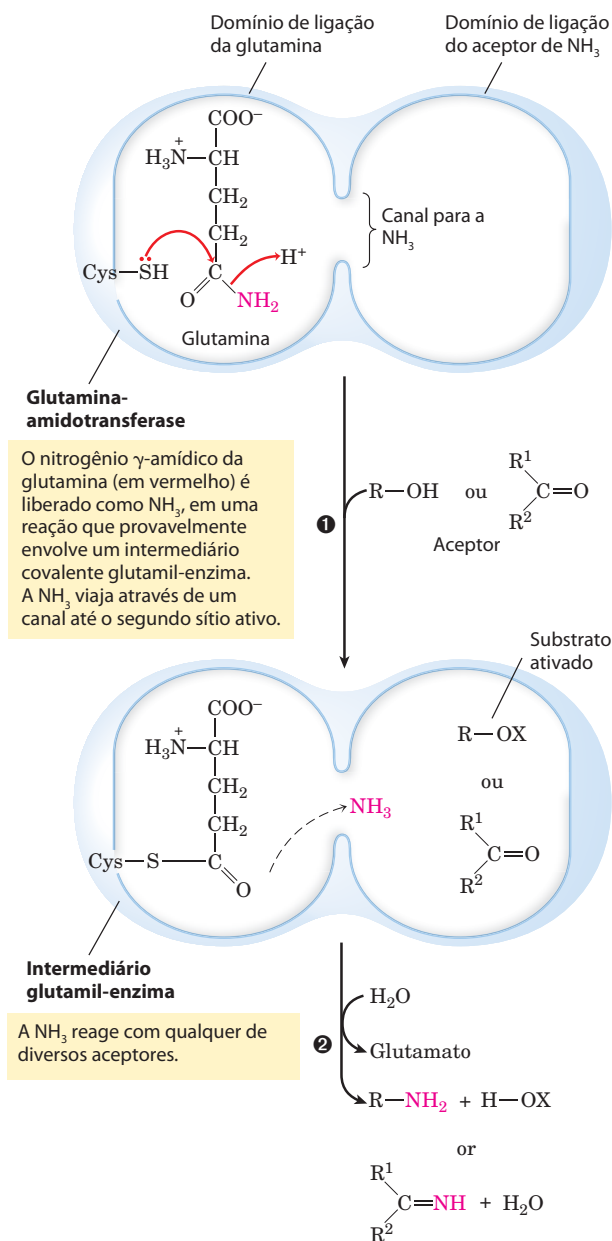 Domínio de ligação
da glutamina
Domínio de ligação
do aceptor de NH₃
COO⁻
H₃N⁺—CH
CH₂
CH₂
Cys—SH
C
O
NH₂
H⁺
Glutamina
Canal para a
NH₃
Glutamina-
amidotransferase
O nitrogênio γ-amídico da
glutamina (em vermelho) é
liberado como NH₃, em uma
reação que provavelmente
envolve um intermediário
covalente glutamil-enzima.
A NH₃ viaja através de um
canal até o segundo sítio ativo.
❶
R—OH ou
R¹
C=O
R²
Aceptor
Substrato
ativado
COO⁻
H₃N⁺—CH
CH₂
CH₂
Cys—S—C
O
NH₃
R—OX
ou
R¹
C=O
R²
Intermediário
glutamil-enzima
A NH₃ reage com qualquer de
diversos aceptores.
❷
H₂O
Glutamato
R—NH₂ + H—OX
or
R¹
C=NH + H₂O
R²